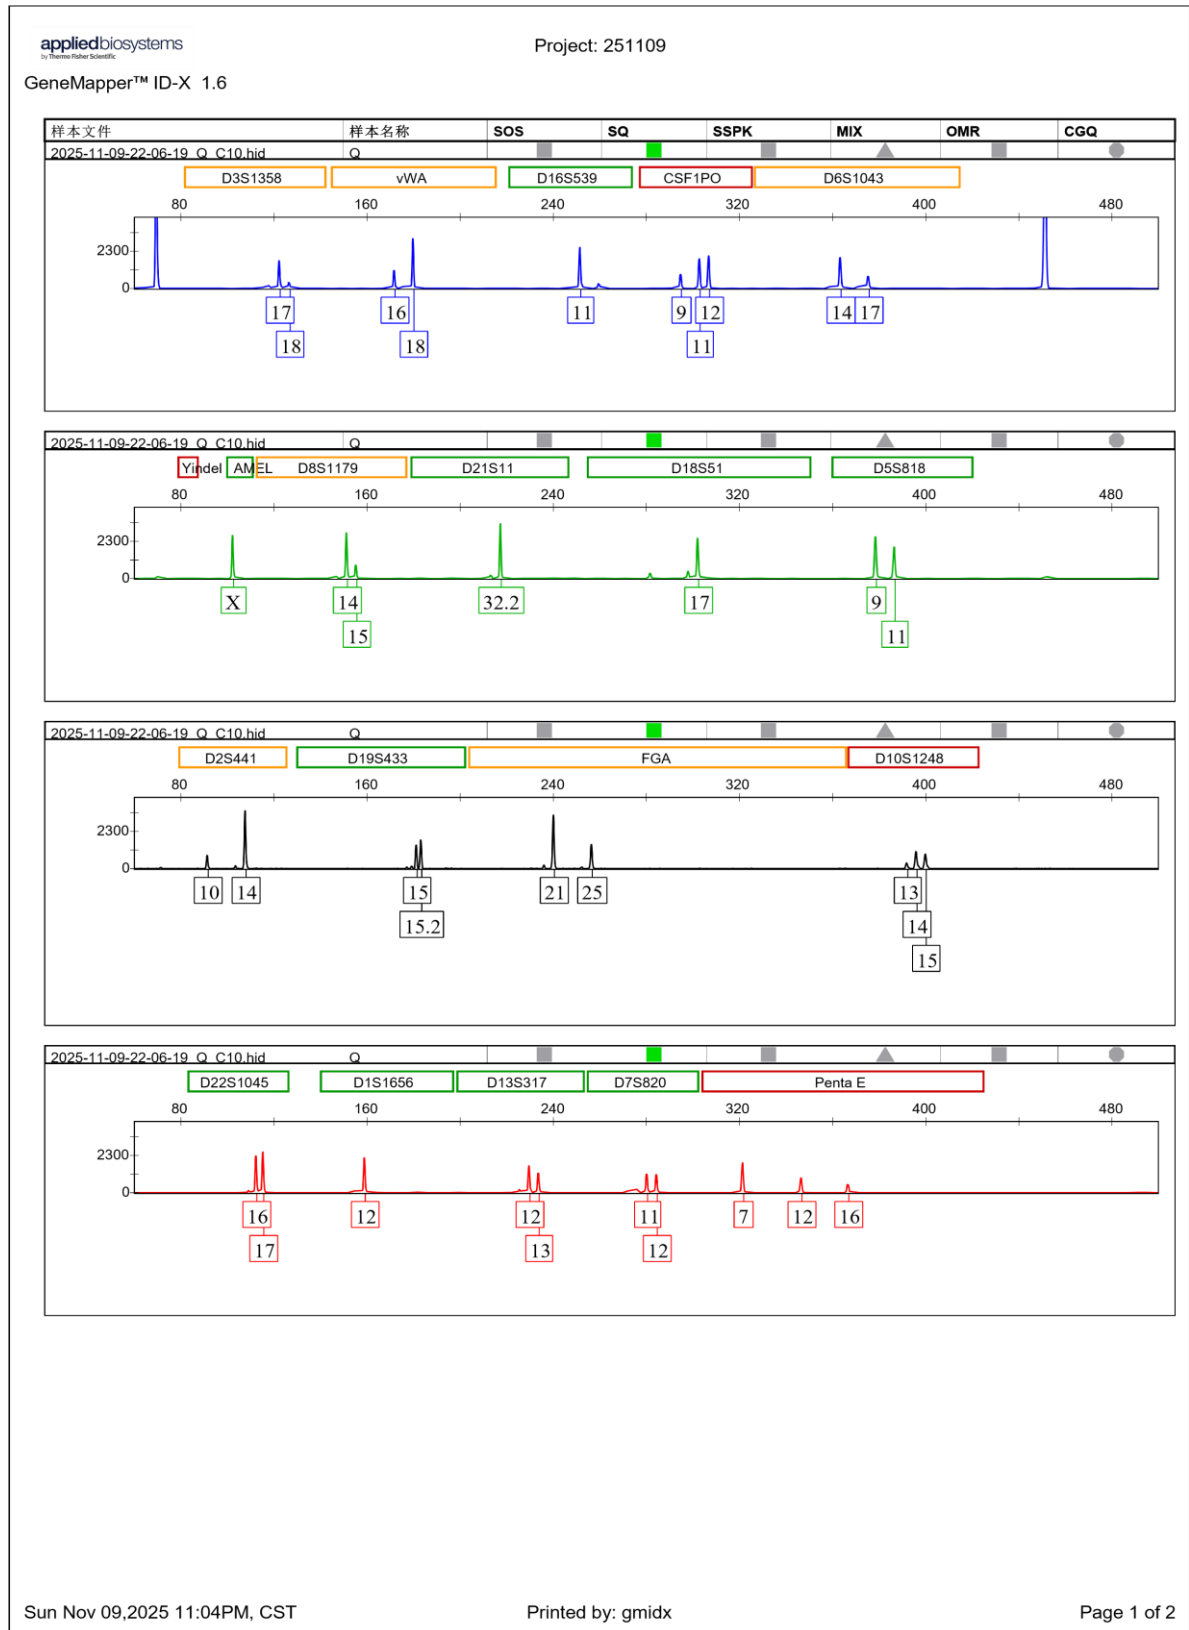 appliedbiosystems
by Thermo Fisher Scientific
Project: 251109
GeneMapper™ ID-X 1.6
样本文件 样本名称 SOS SQ SSPK MIX OMR CGQ
2025-11-09-22-06-19_Q_C10.hid Q
D3S1358 vWA D16S539 CSF1PO D6S1043
80 160 240 320 400 480
2300
0
17 16 11 9 12 14 17
18 18 11
2025-11-09-22-06-19_Q_C10.hid Q
Yindel AMEL D8S1179 D21S11 D18S51 D5S818
80 160 240 320 400 480
2300
0
X 14 32.2 17 9
15 11
2025-11-09-22-06-19_Q_C10.hid Q
D2S441 D19S433 FGA D10S1248
80 160 240 320 400 480
2300
0
10 14 15 21 25 13
15.2 14
15
2025-11-09-22-06-19_Q_C10.hid Q
D22S1045 D1S1656 D13S317 D7S820 Penta E
80 160 240 320 400 480
2300
0
16 12 12 11 7 12 16
17 13 12
Sun Nov 09,2025 11:04PM, CST Printed by: gmidx Page 1 of 2